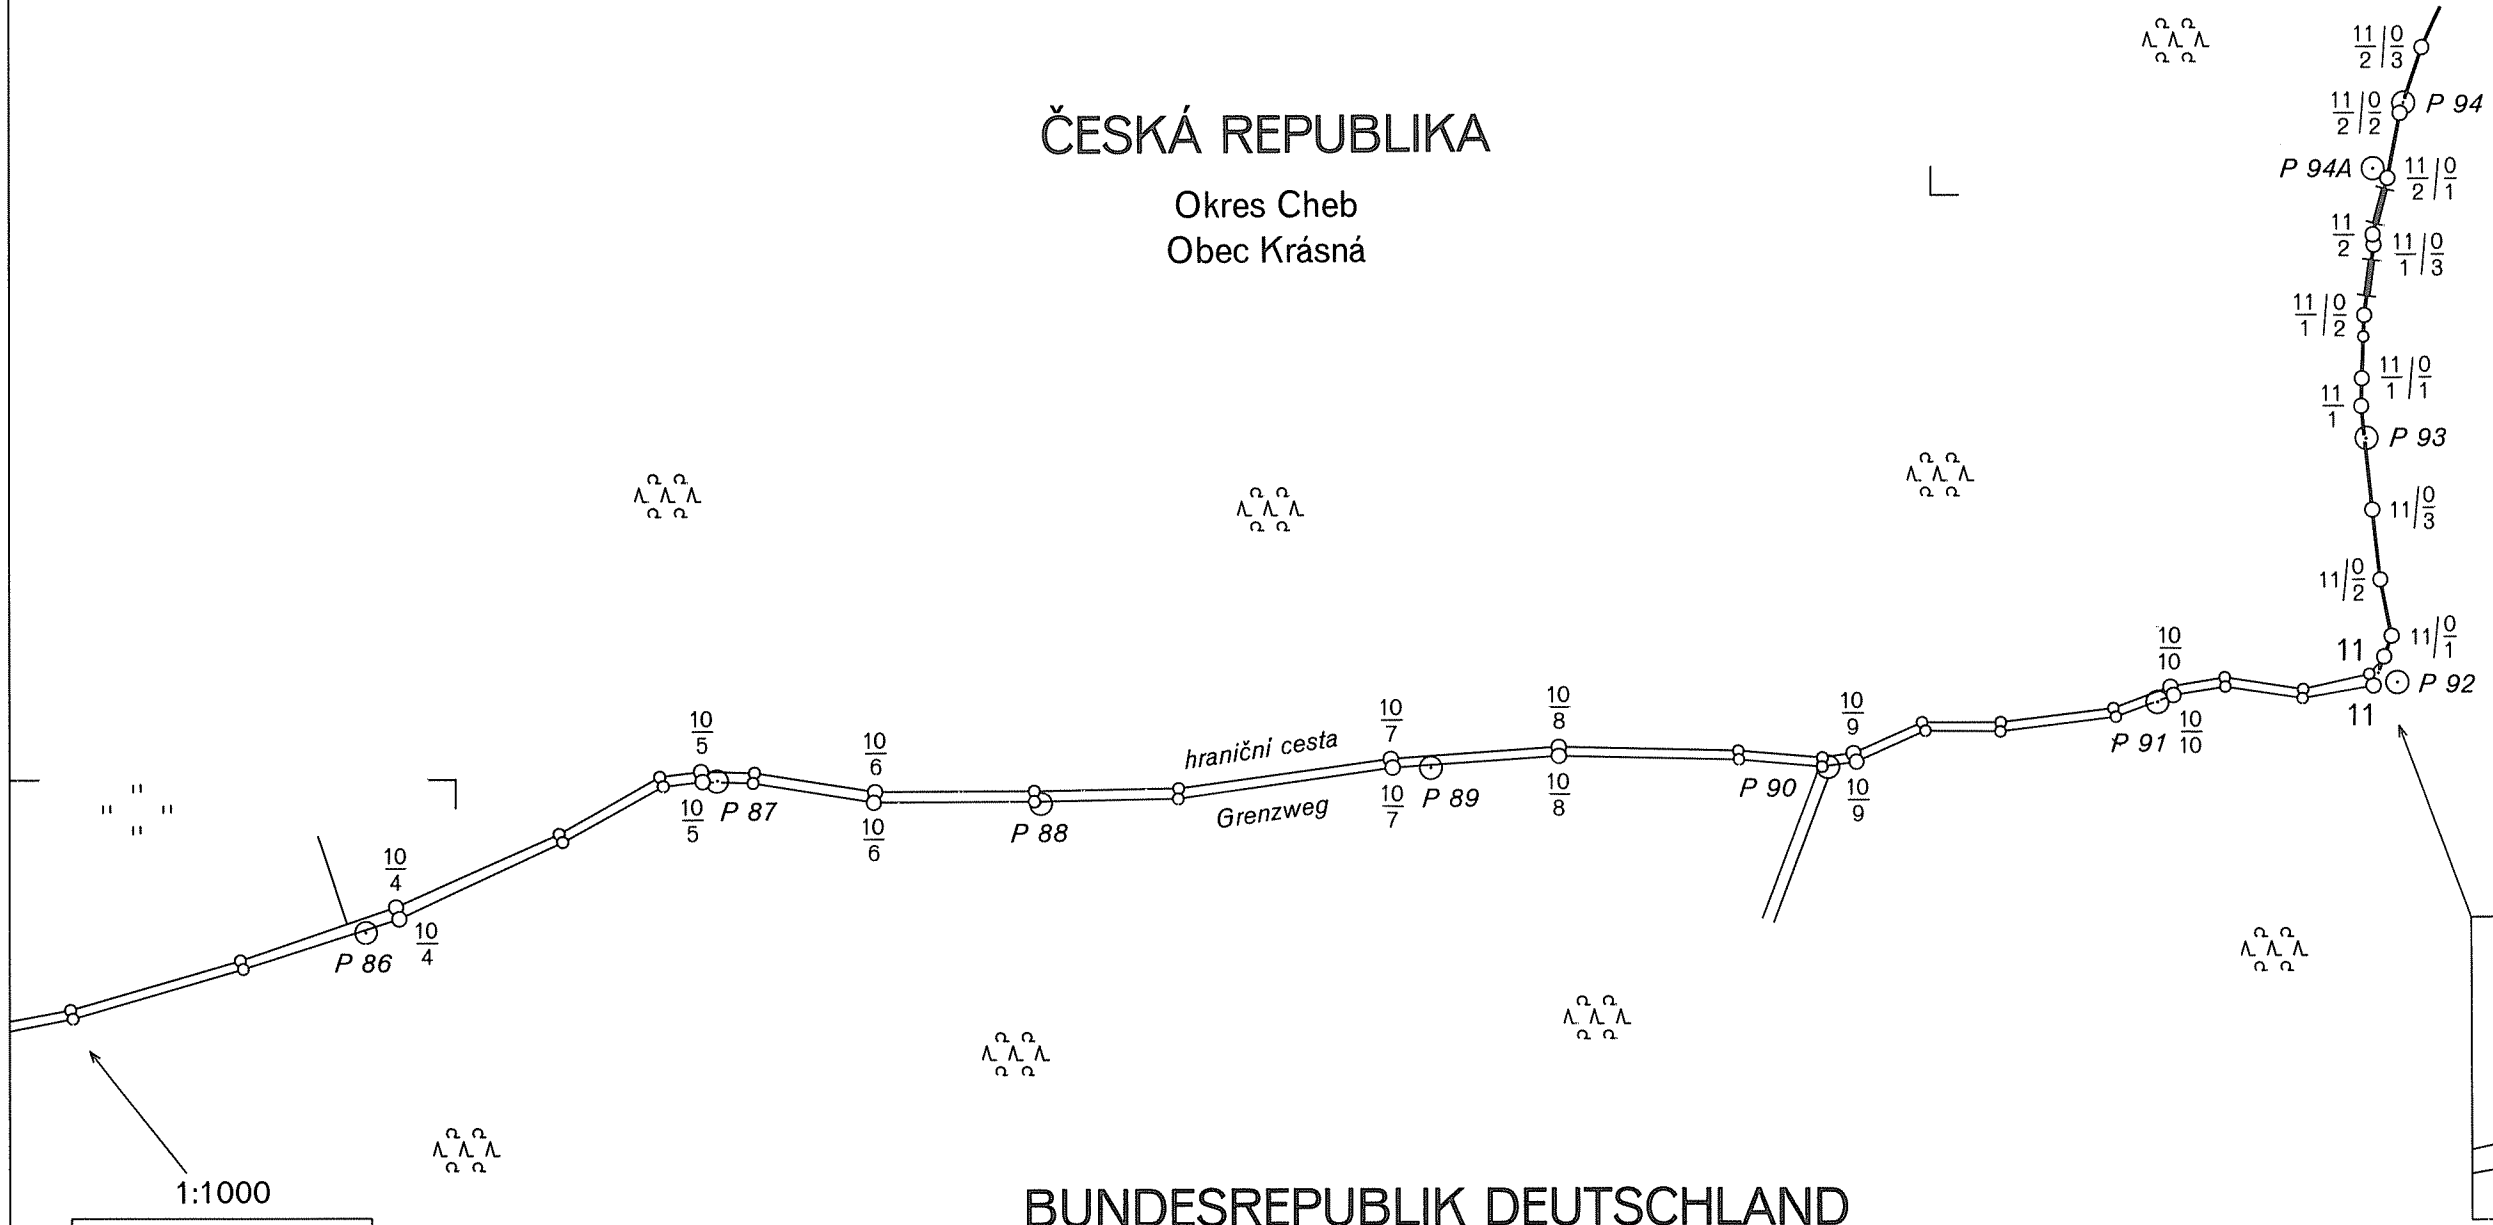 11/2|0/3
11/2|0/2
P 94
ČESKÁ REPUBLIKA
P 94A
11/2|0/1
Okres Cheb
11/2
11/1|0/3
Obec Krásná
11/1|0/2
11/1|0/1
11/1
P 93
11|0/3
11|0/2
11|0/1
10/10
11
P 92
10/5
10/6
hraniční cesta
10/7
10/8
10/9
P 91
10/10
11
10/5
P 87
10/6
P 88
Grenzweg
10/7
P 89
10/8
P 90
10/9
10/4
P 86
10/4
1:1000
BUNDESREPUBLIK DEUTSCHLAND